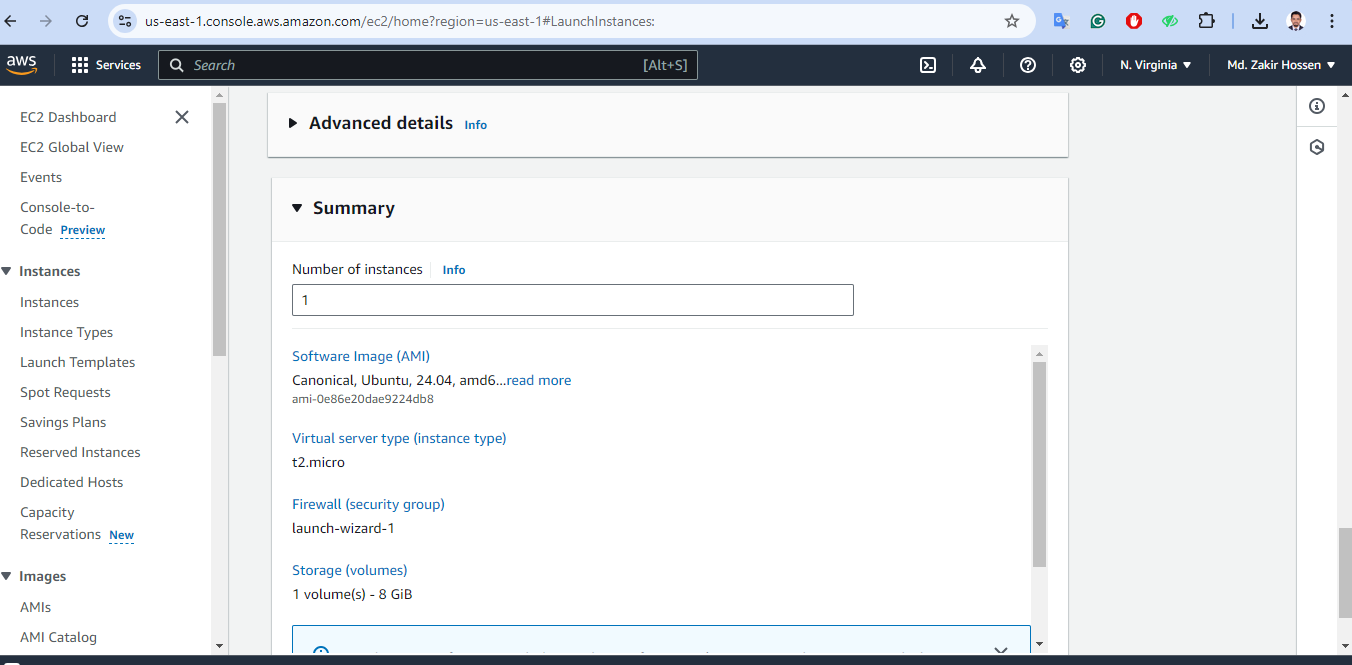 us-east-1.console.aws.amazon.com/ec2/home?region=us-east-1#LaunchInstances:
aws
Services
Search
[Alt+S]
N. Virginia
Md. Zakir Hossen
EC2 Dashboard
EC2 Global View
Events
Console-to-
Code Preview
Instances
Instances
Instance Types
Launch Templates
Spot Requests
Savings Plans
Reserved Instances
Dedicated Hosts
Capacity
Reservations New
Images
AMIs
AMI Catalog
Advanced details Info
Summary
Number of instances Info
1
Software Image (AMI)
Canonical, Ubuntu, 24.04, amd6...read more
ami-0e86e20dae9224db8
Virtual server type (instance type)
t2.micro
Firewall (security group)
launch-wizard-1
Storage (volumes)
1 volume(s) - 8 GiB